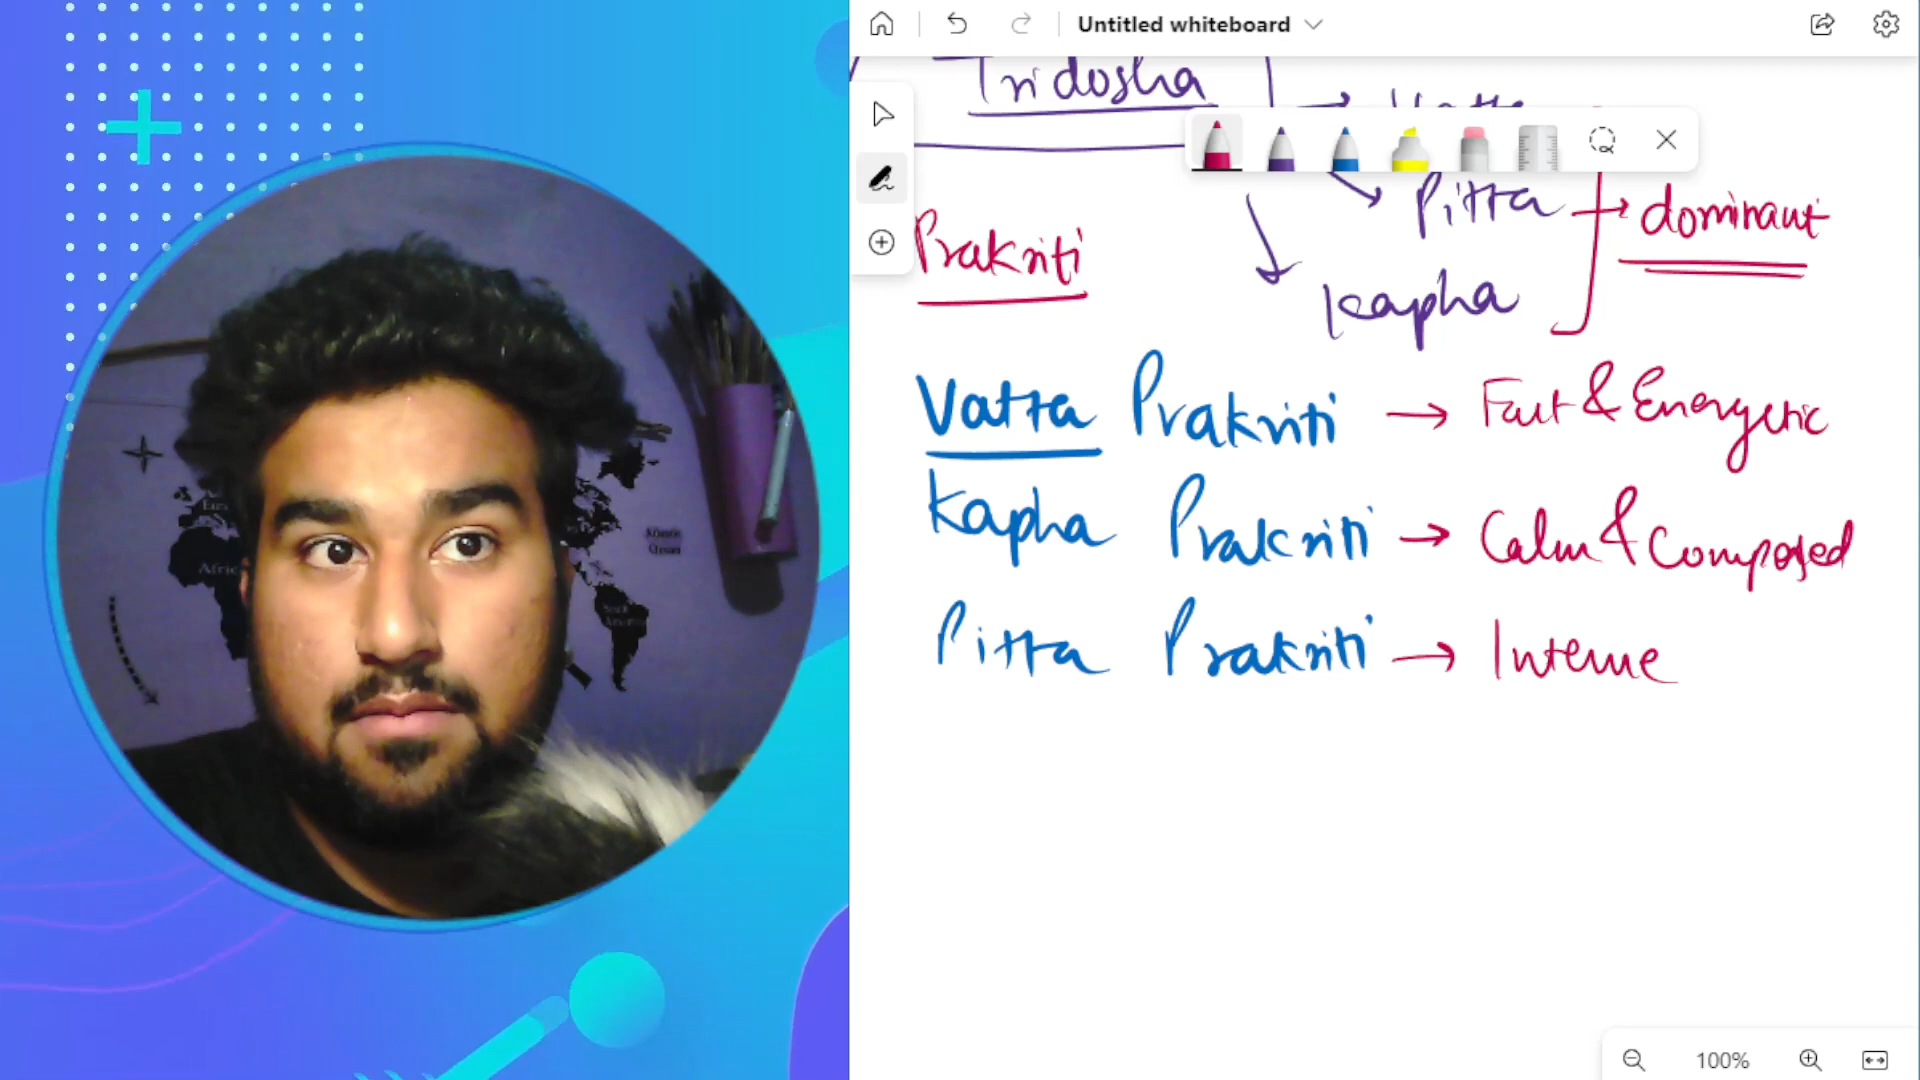 Untitled whiteboard
Tridosha
Pitta → dominant
Prakriti
Kapha
Vatta Prakriti → Fast & Energetic
Kapha Prakriti → Calm & Composed
Pitta Prakriti → Intense
Afric
100%